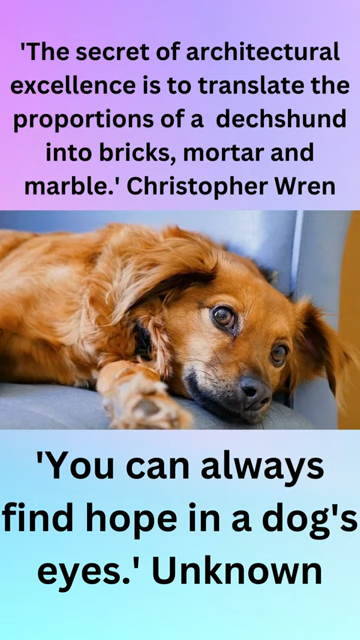 'The secret of architectural
excellence is to translate the
proportions of a  dechshund
into bricks, mortar and
marble.' Christopher Wren
'You can always
find hope in a dog's
eyes.' Unknown